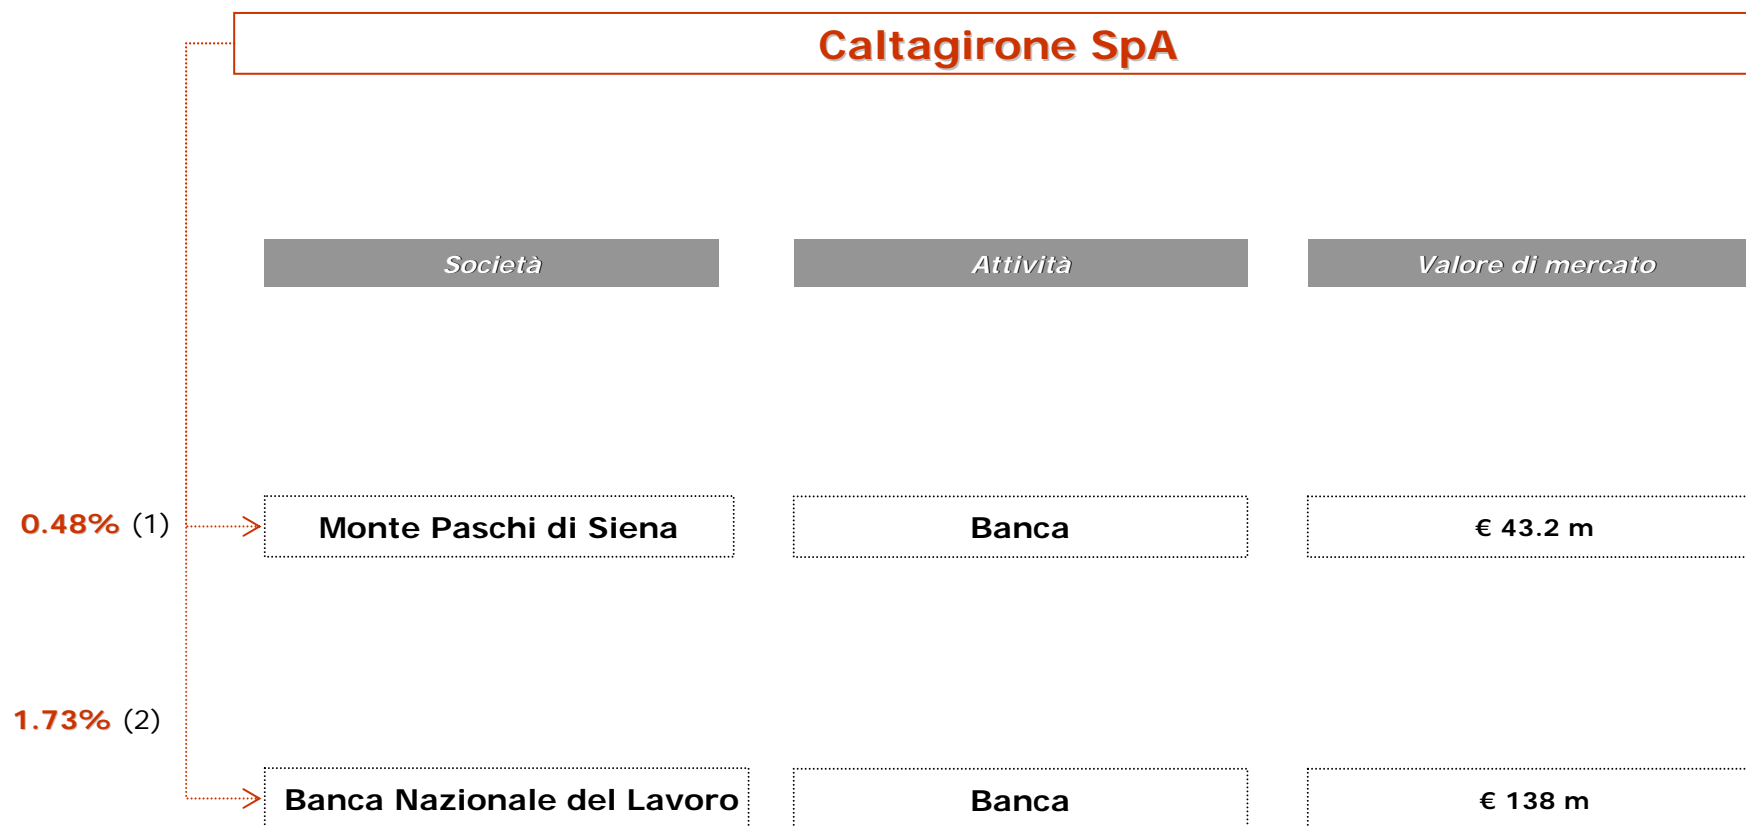 Caltagirone SpA
Società Attività Valore di mercato
0.48% (1) Monte Paschi di Siena Banca € 43.2 m
1.73% (2)
Banca Nazionale del Lavoro Banca € 138 m